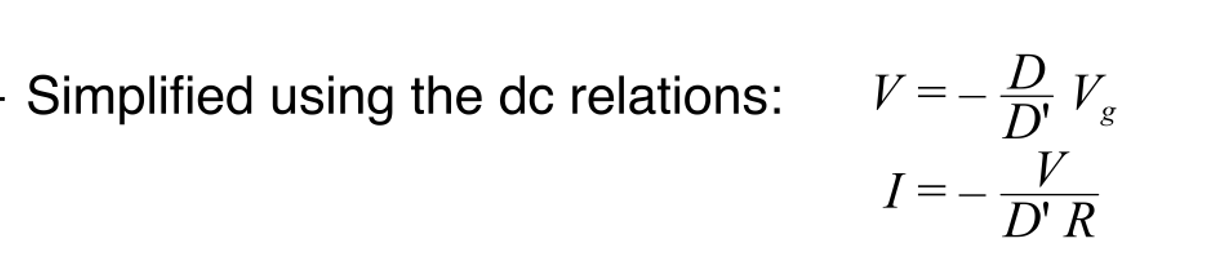 - Simplified using the dc relations: V = − D/D' V_g
I = − V/(D' R)